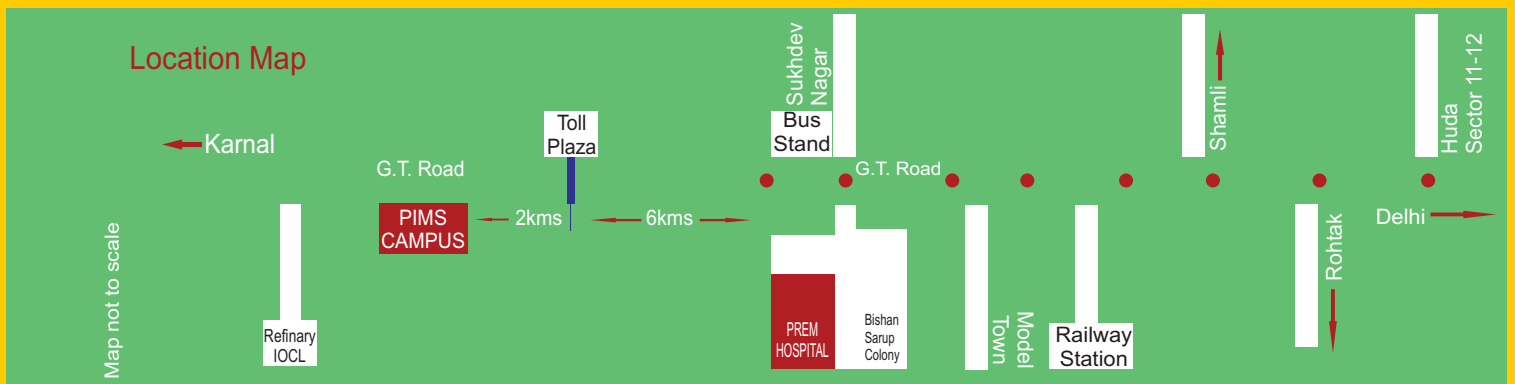 Location Map
Karnal
G.T. Road
Toll
Plaza
Sukhdev
Nagar
Bus
Stand
G.T. Road
Shamli
Huda
Sector 11-12
PIMS
CAMPUS
2kms
6kms
Delhi
Rohtak
Map not to scale
Refinary
IOCL
PREM
HOSPITAL
Bishan
Sarup
Colony
Model
Town
Railway
Station